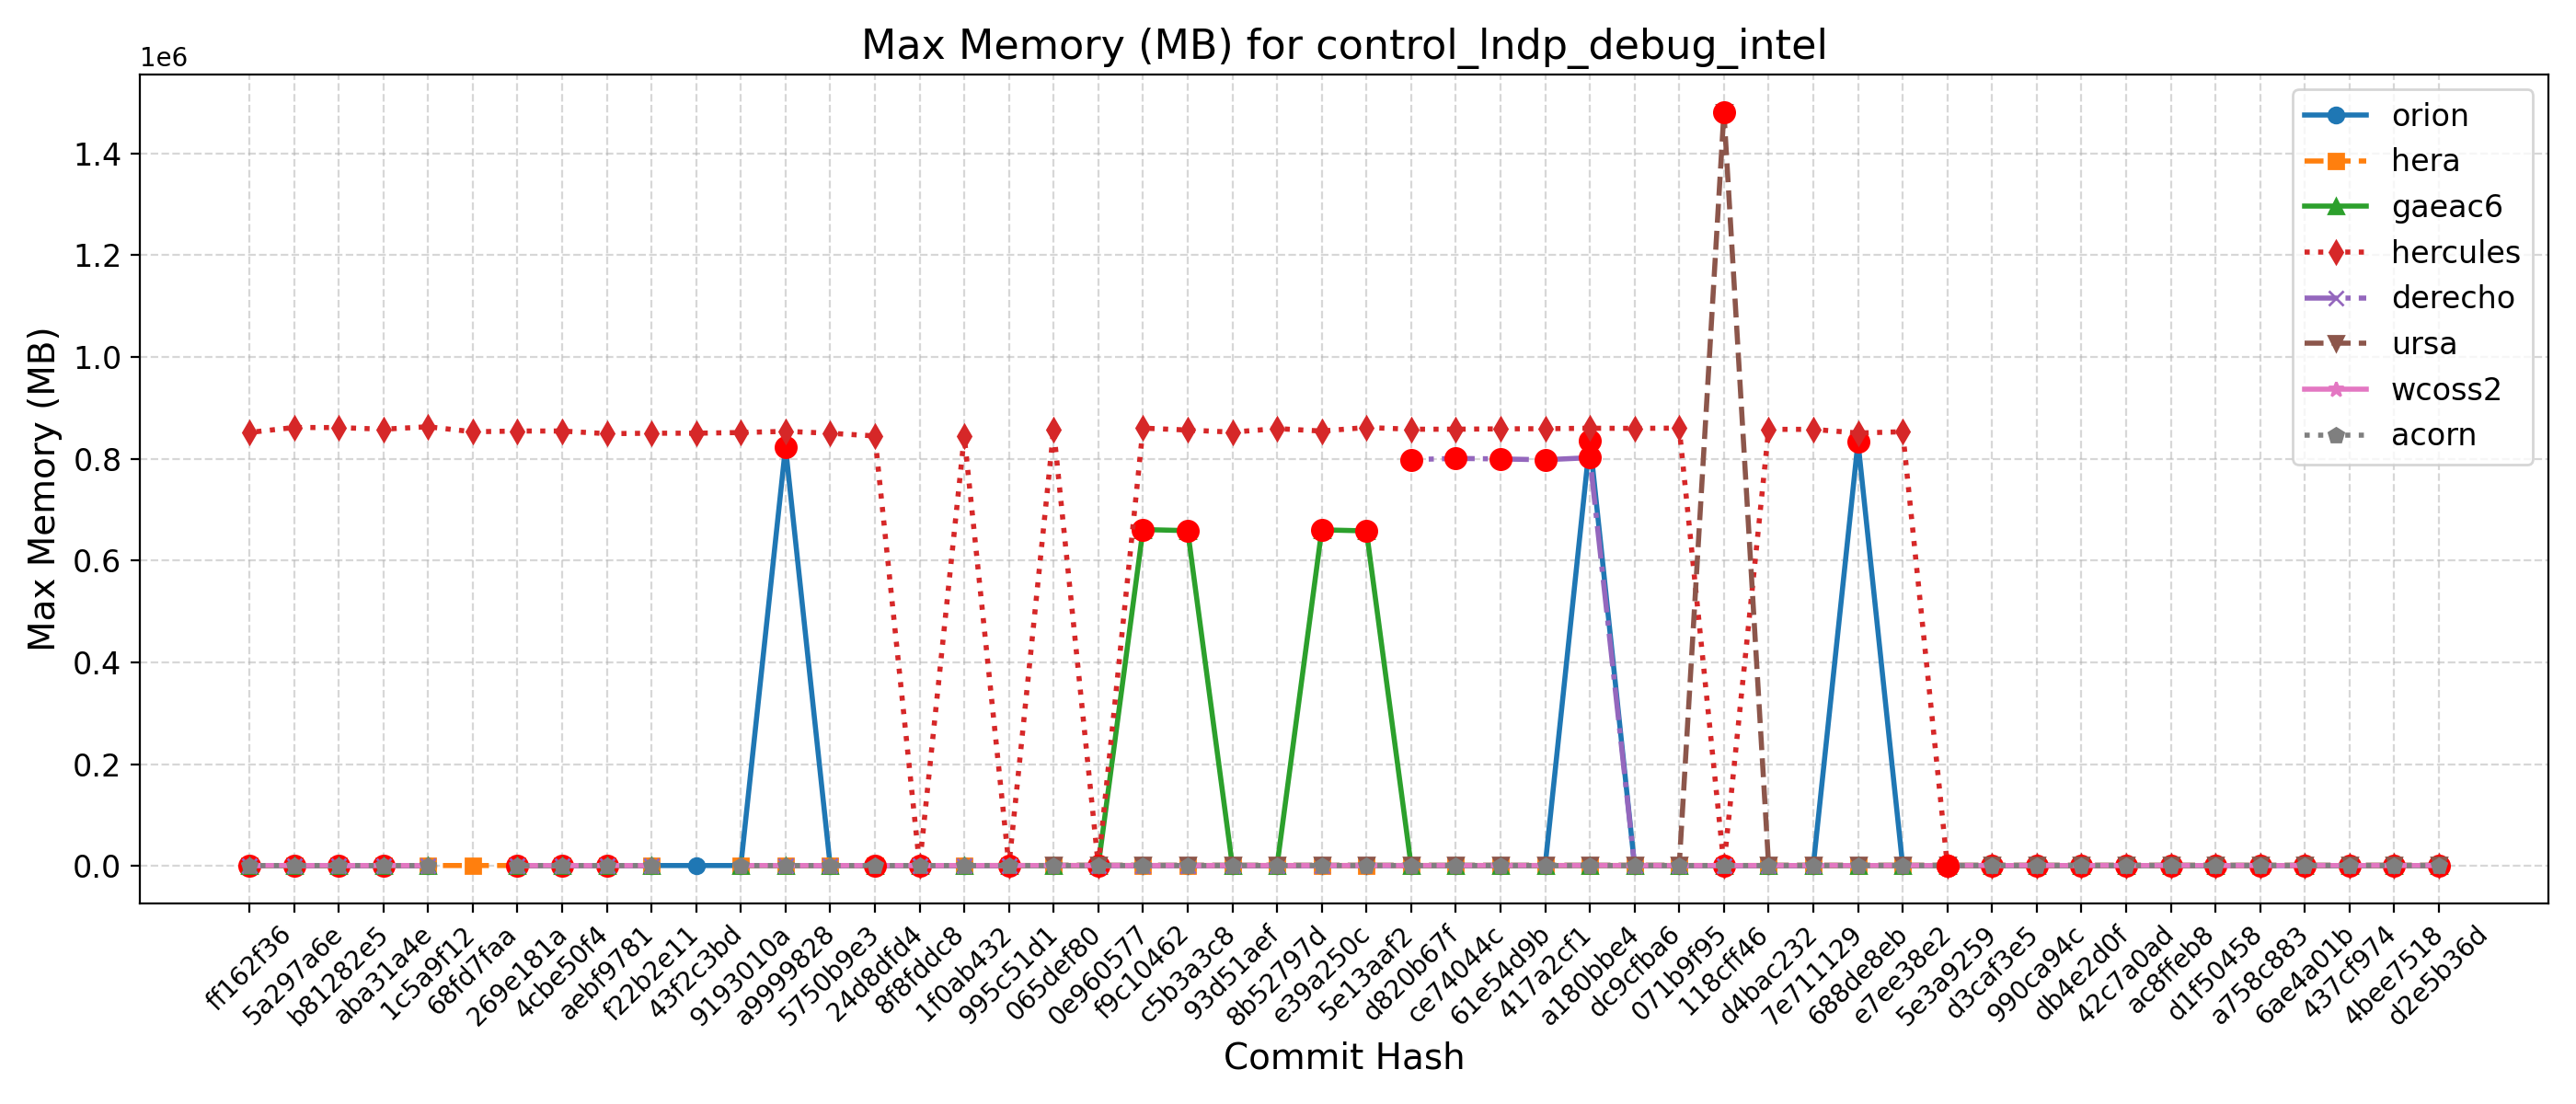 Max Memory (MB) for control_lndp_debug_intel
1e6
1.4
1.2
1.0
0.8
0.6
0.4
0.2
0.0
Max Memory (MB)
orion
hera
gaeac6
hercules
derecho
ursa
wcoss2
acorn
ff162f36
5a297a6e
b81282e5
aba31a4e
1c5a9f12
68fd7faa
269e181a
4cbe50f4
aebf9781
f22b2e11
43f2c3bd
9193010a
a9999828
5750b9e3
24d8dfd4
8f8fddc8
1f0ab432
995c51d1
065def80
0e960577
f9c10462
c5b3a3c8
93d51aef
8b52797d
e39a250c
5e13aaf2
d820b67f
ce74044c
61e54d9b
417a2cf1
a180bbe4
dc9cfba6
071b9f95
118cff46
d4bac232
7e711129
688de8eb
e7ee38e2
5e3a9259
d3caf3e5
990ca94c
db4e2d0f
42c7a0ad
ac8ffeb8
d1f50458
a758c883
6ae4a01b
437cf974
4bee7518
d2e5b36d
Commit Hash